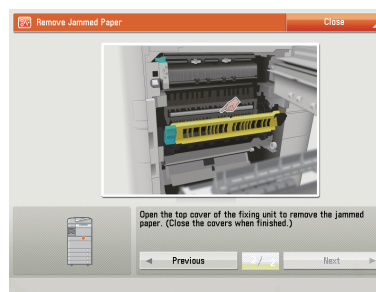 Remove Jammed Paper
Close
Open the top cover of the fixing unit to remove the jammed
paper. (Close the covers when finished.)
Previous
/ 2
Next